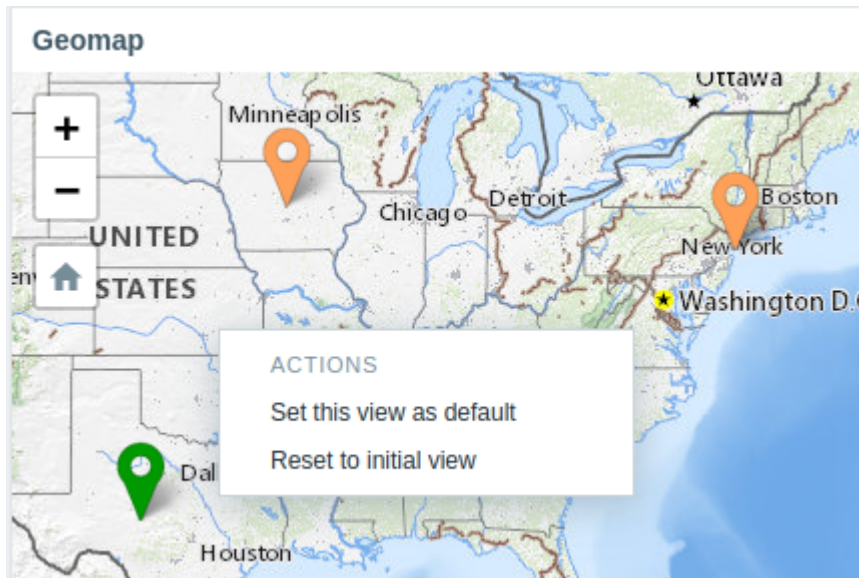 Geomap
Ottawa
Minneapolis
+
−
Boston
Detroit
Chicago
UNITED
New York
STATES
Washington D.
ACTIONS
Set this view as default
Reset to initial view
Dal
Houston